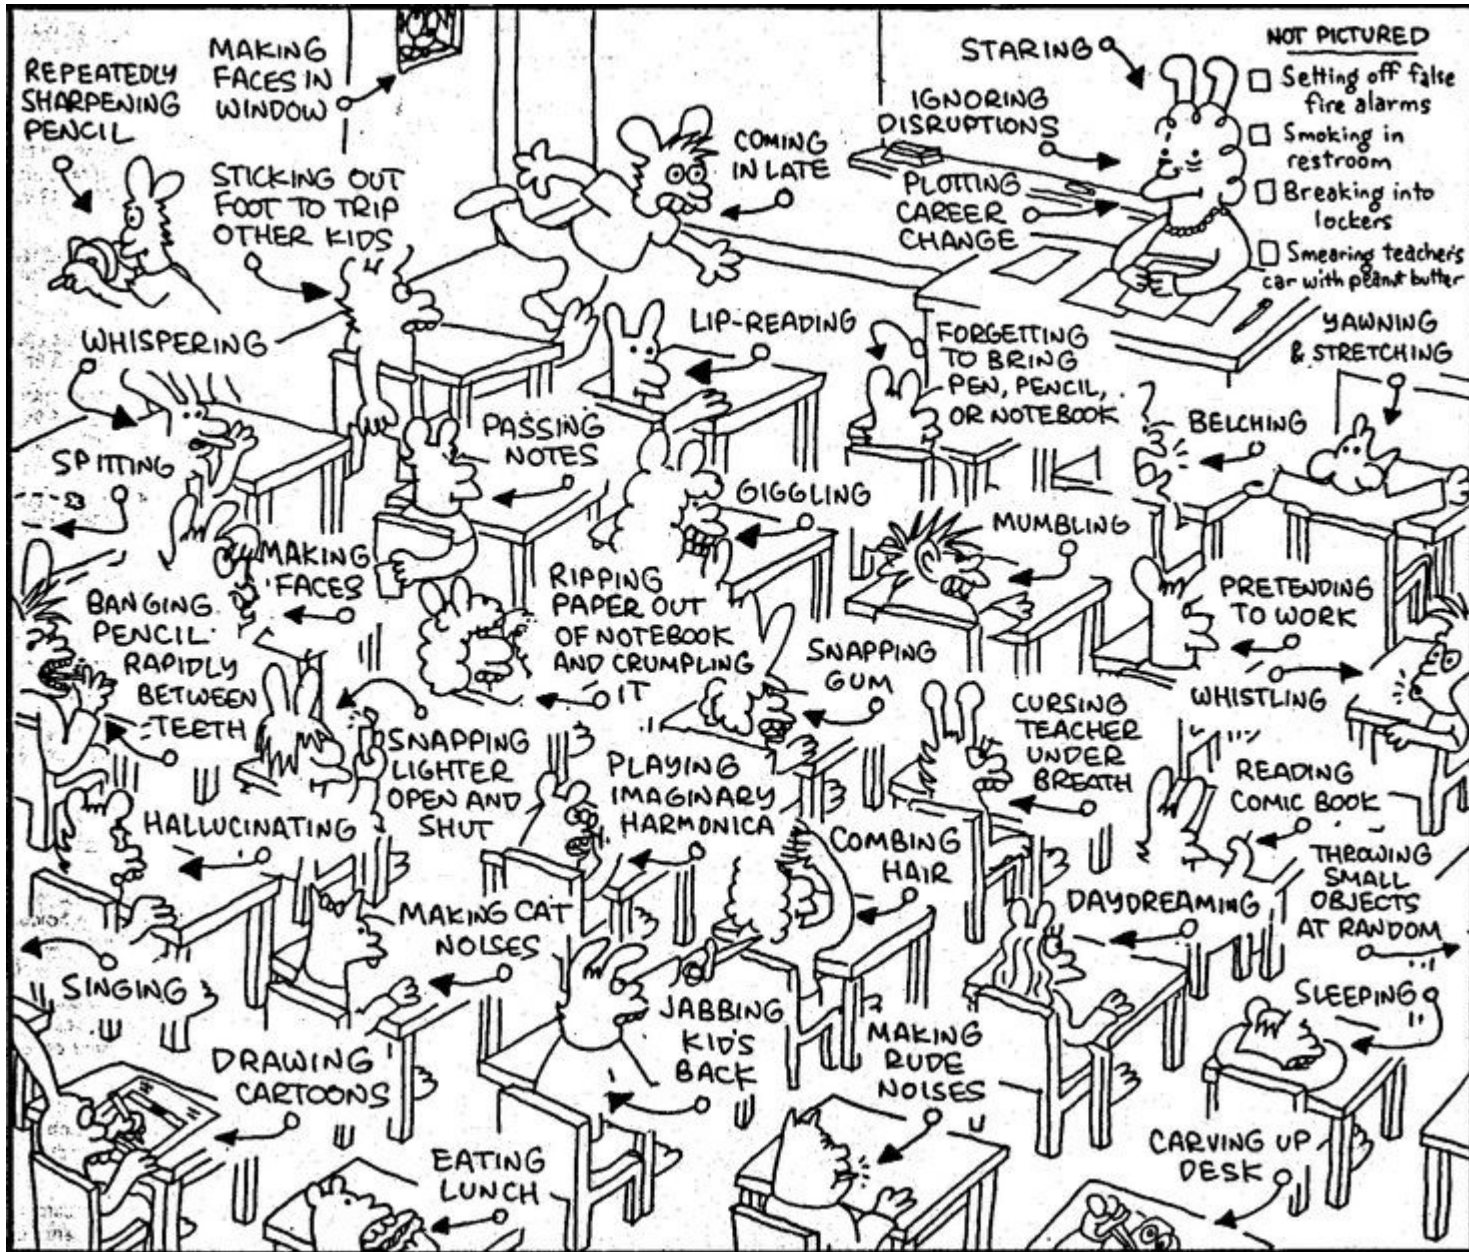 REPEATEDLY
SHARPENING
PENCIL
MAKING
FACES IN
WINDOW
STICKING OUT
FOOT TO TRIP
OTHER KIDS
COMING
IN LATE
STARING
IGNORING
DISRUPTIONS
PLOTTING
CAREER
CHANGE
NOT PICTURED
Setting off false
fire alarms
Smoking in
restroom
Breaking into
lockers
Smearing teacher's
car with peanut butter
WHISPERING
LIP-READING
FORGETTING
TO BRING
PEN, PENCIL,
OR NOTEBOOK
YAWNING
& STRETCHING
SPITTING
PASSING
NOTES
GIGGLING
BELCHING
MUMBLING
MAKING
FACES
BANGING
PENCIL
RAPIDLY
BETWEEN
TEETH
RIPPING
PAPER OUT
OF NOTEBOOK
AND CRUMPLING
IT
SNAPPING
GUM
PRETENDING
TO WORK
WHISTLING
SNAPPING
LIGHTER
OPEN AND
SHUT
PLAYING
IMAGINARY
HARMONICA
CURSING
TEACHER
UNDER
BREATH
READING
COMIC BOOK
HALLUCINATING
COMBING
HAIR
THROWING
SMALL
OBJECTS
AT RANDOM
MAKING CAT
NOISES
DAYDREAMING
SINGING
JABBING
KID'S
BACK
MAKING
RUDE
NOISES
SLEEPING
DRAWING
CARTOONS
EATING
LUNCH
CARVING UP
DESK